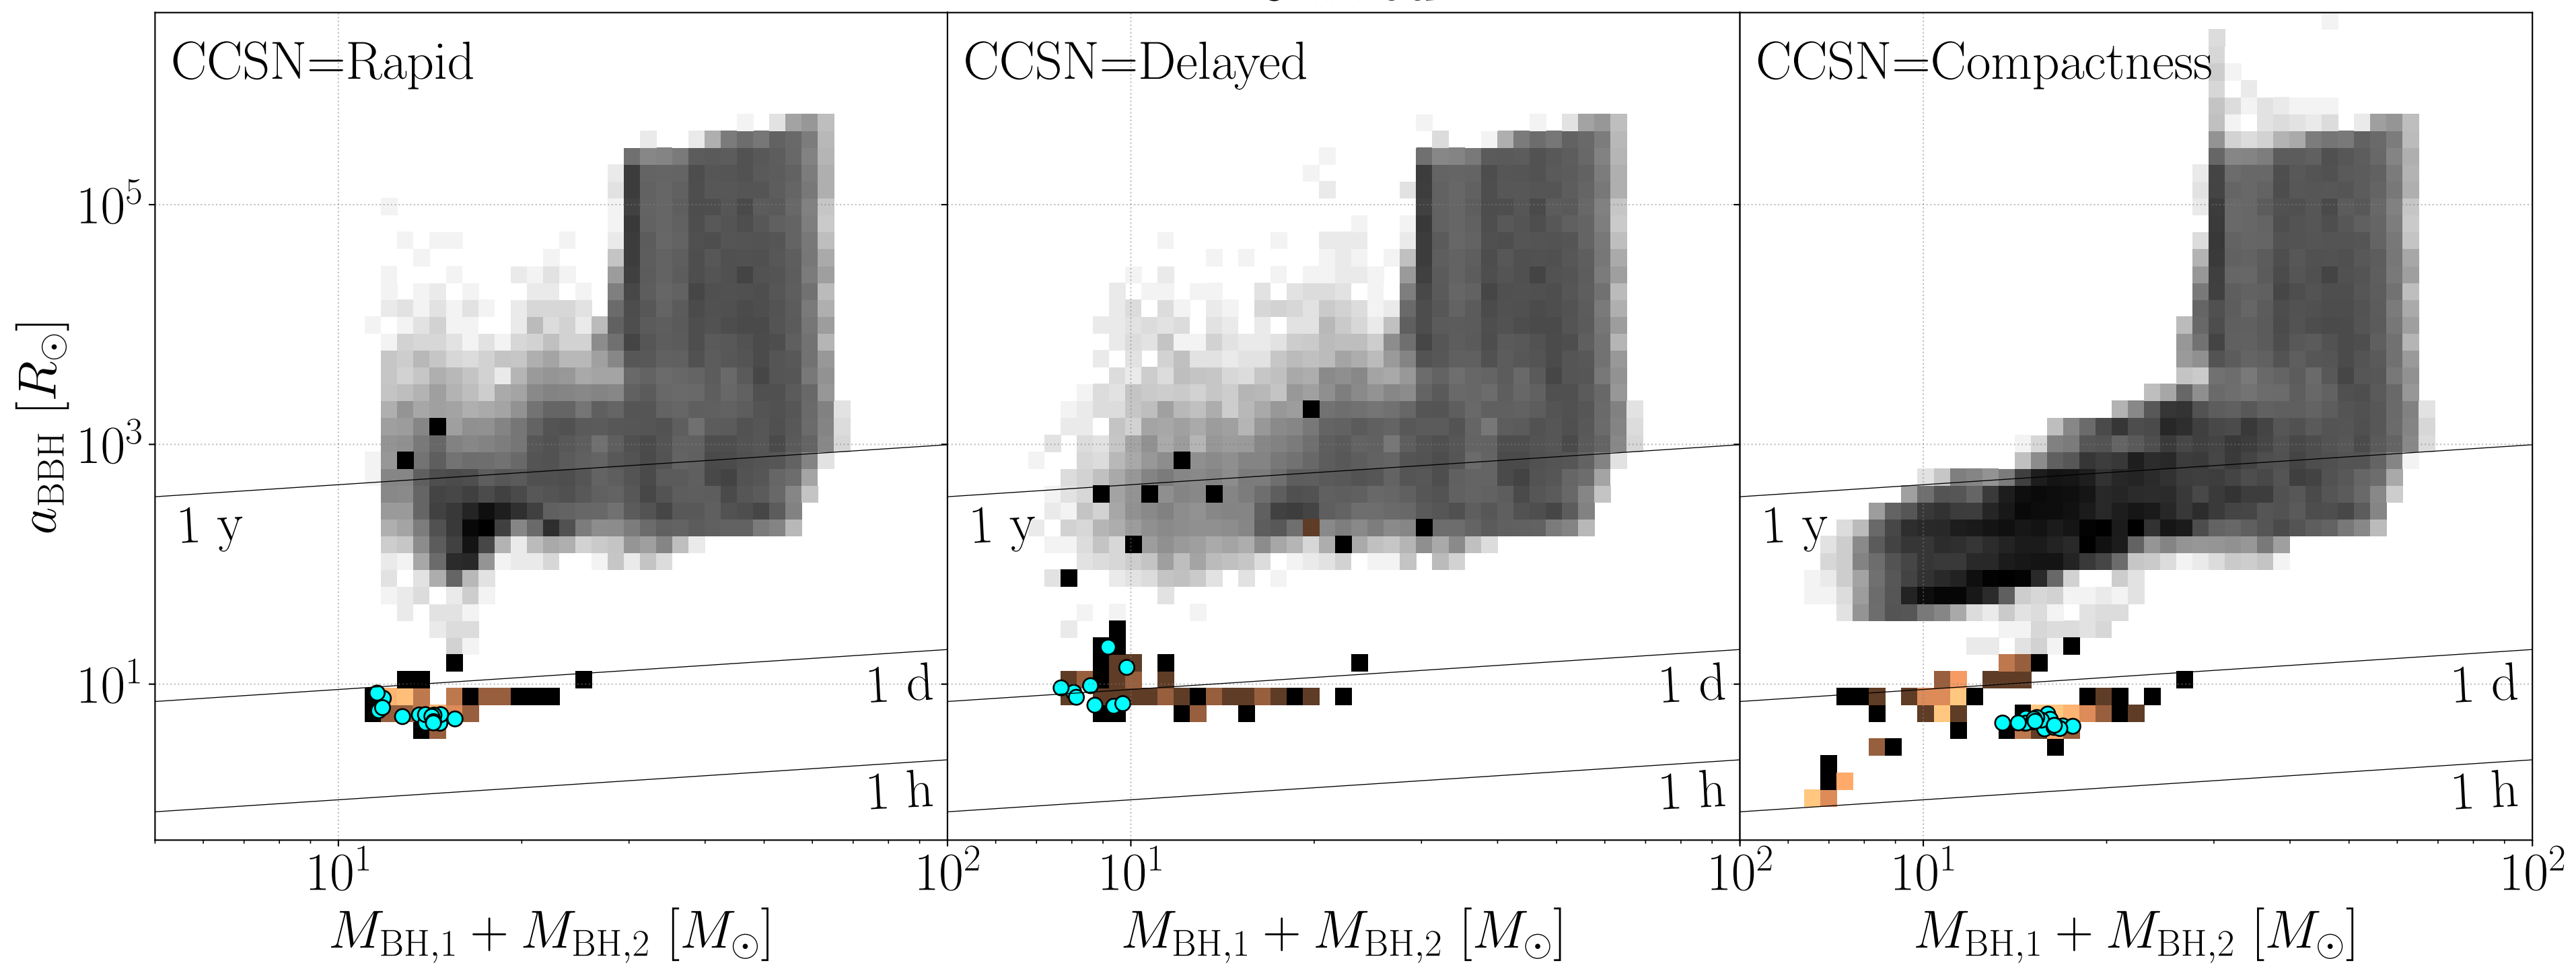 CCSN=Rapid
CCSN=Delayed
CCSN=Compactness
10^5
10^3
10^1
a_BBH [R_⊙]
1 y
1 d
1 h
1 y
1 d
1 h
1 y
1 d
1 h
10^1
10^2
10^1
10^2
10^1
10^2
M_BH,1 + M_BH,2 [M_⊙]
M_BH,1 + M_BH,2 [M_⊙]
M_BH,1 + M_BH,2 [M_⊙]